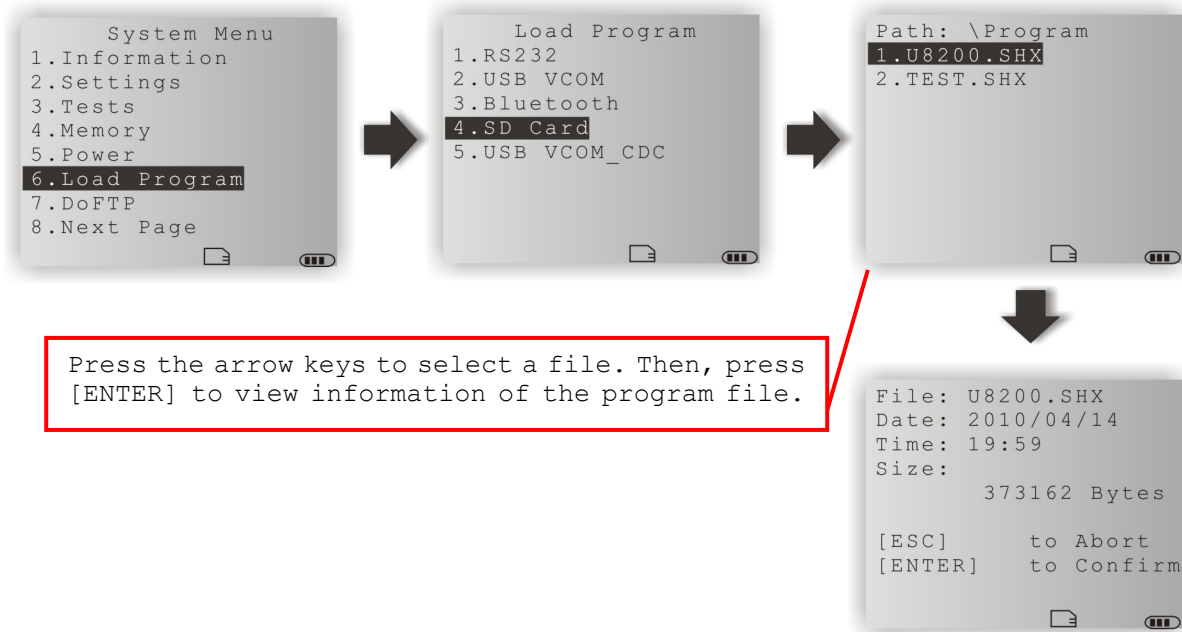 System Menu
1.Information
2.Settings
3.Tests
4.Memory
5.Power
6.Load Program
7.DoFTP
8.Next Page
Load Program
1.RS232
2.USB VCOM
3.Bluetooth
4.SD Card
5.USB VCOM_CDC
Path: \Program
1.U8200.SHX
2.TEST.SHX
Press the arrow keys to select a file. Then, press
[ENTER] to view information of the program file.
File: U8200.SHX
Date: 2010/04/14
Time: 19:59
Size:
373162 Bytes
[ESC] to Abort
[ENTER] to Confirm